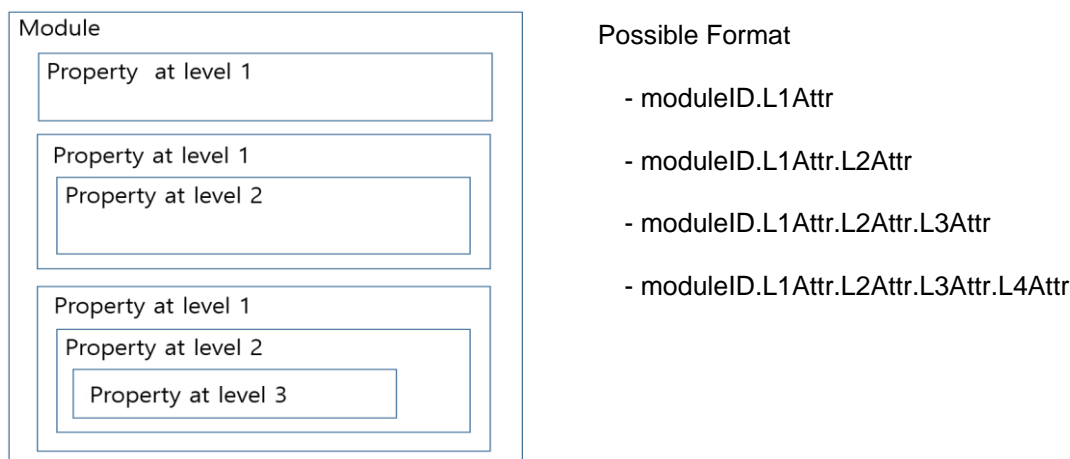 Module
Property at level 1
Property at level 1
Property at level 2
Property at level 1
Property at level 2
Property at level 3
Possible Format
- moduleID.L1Attr
- moduleID.L1Attr.L2Attr
- moduleID.L1Attr.L2Attr.L3Attr
- moduleID.L1Attr.L2Attr.L3Attr.L4Attr